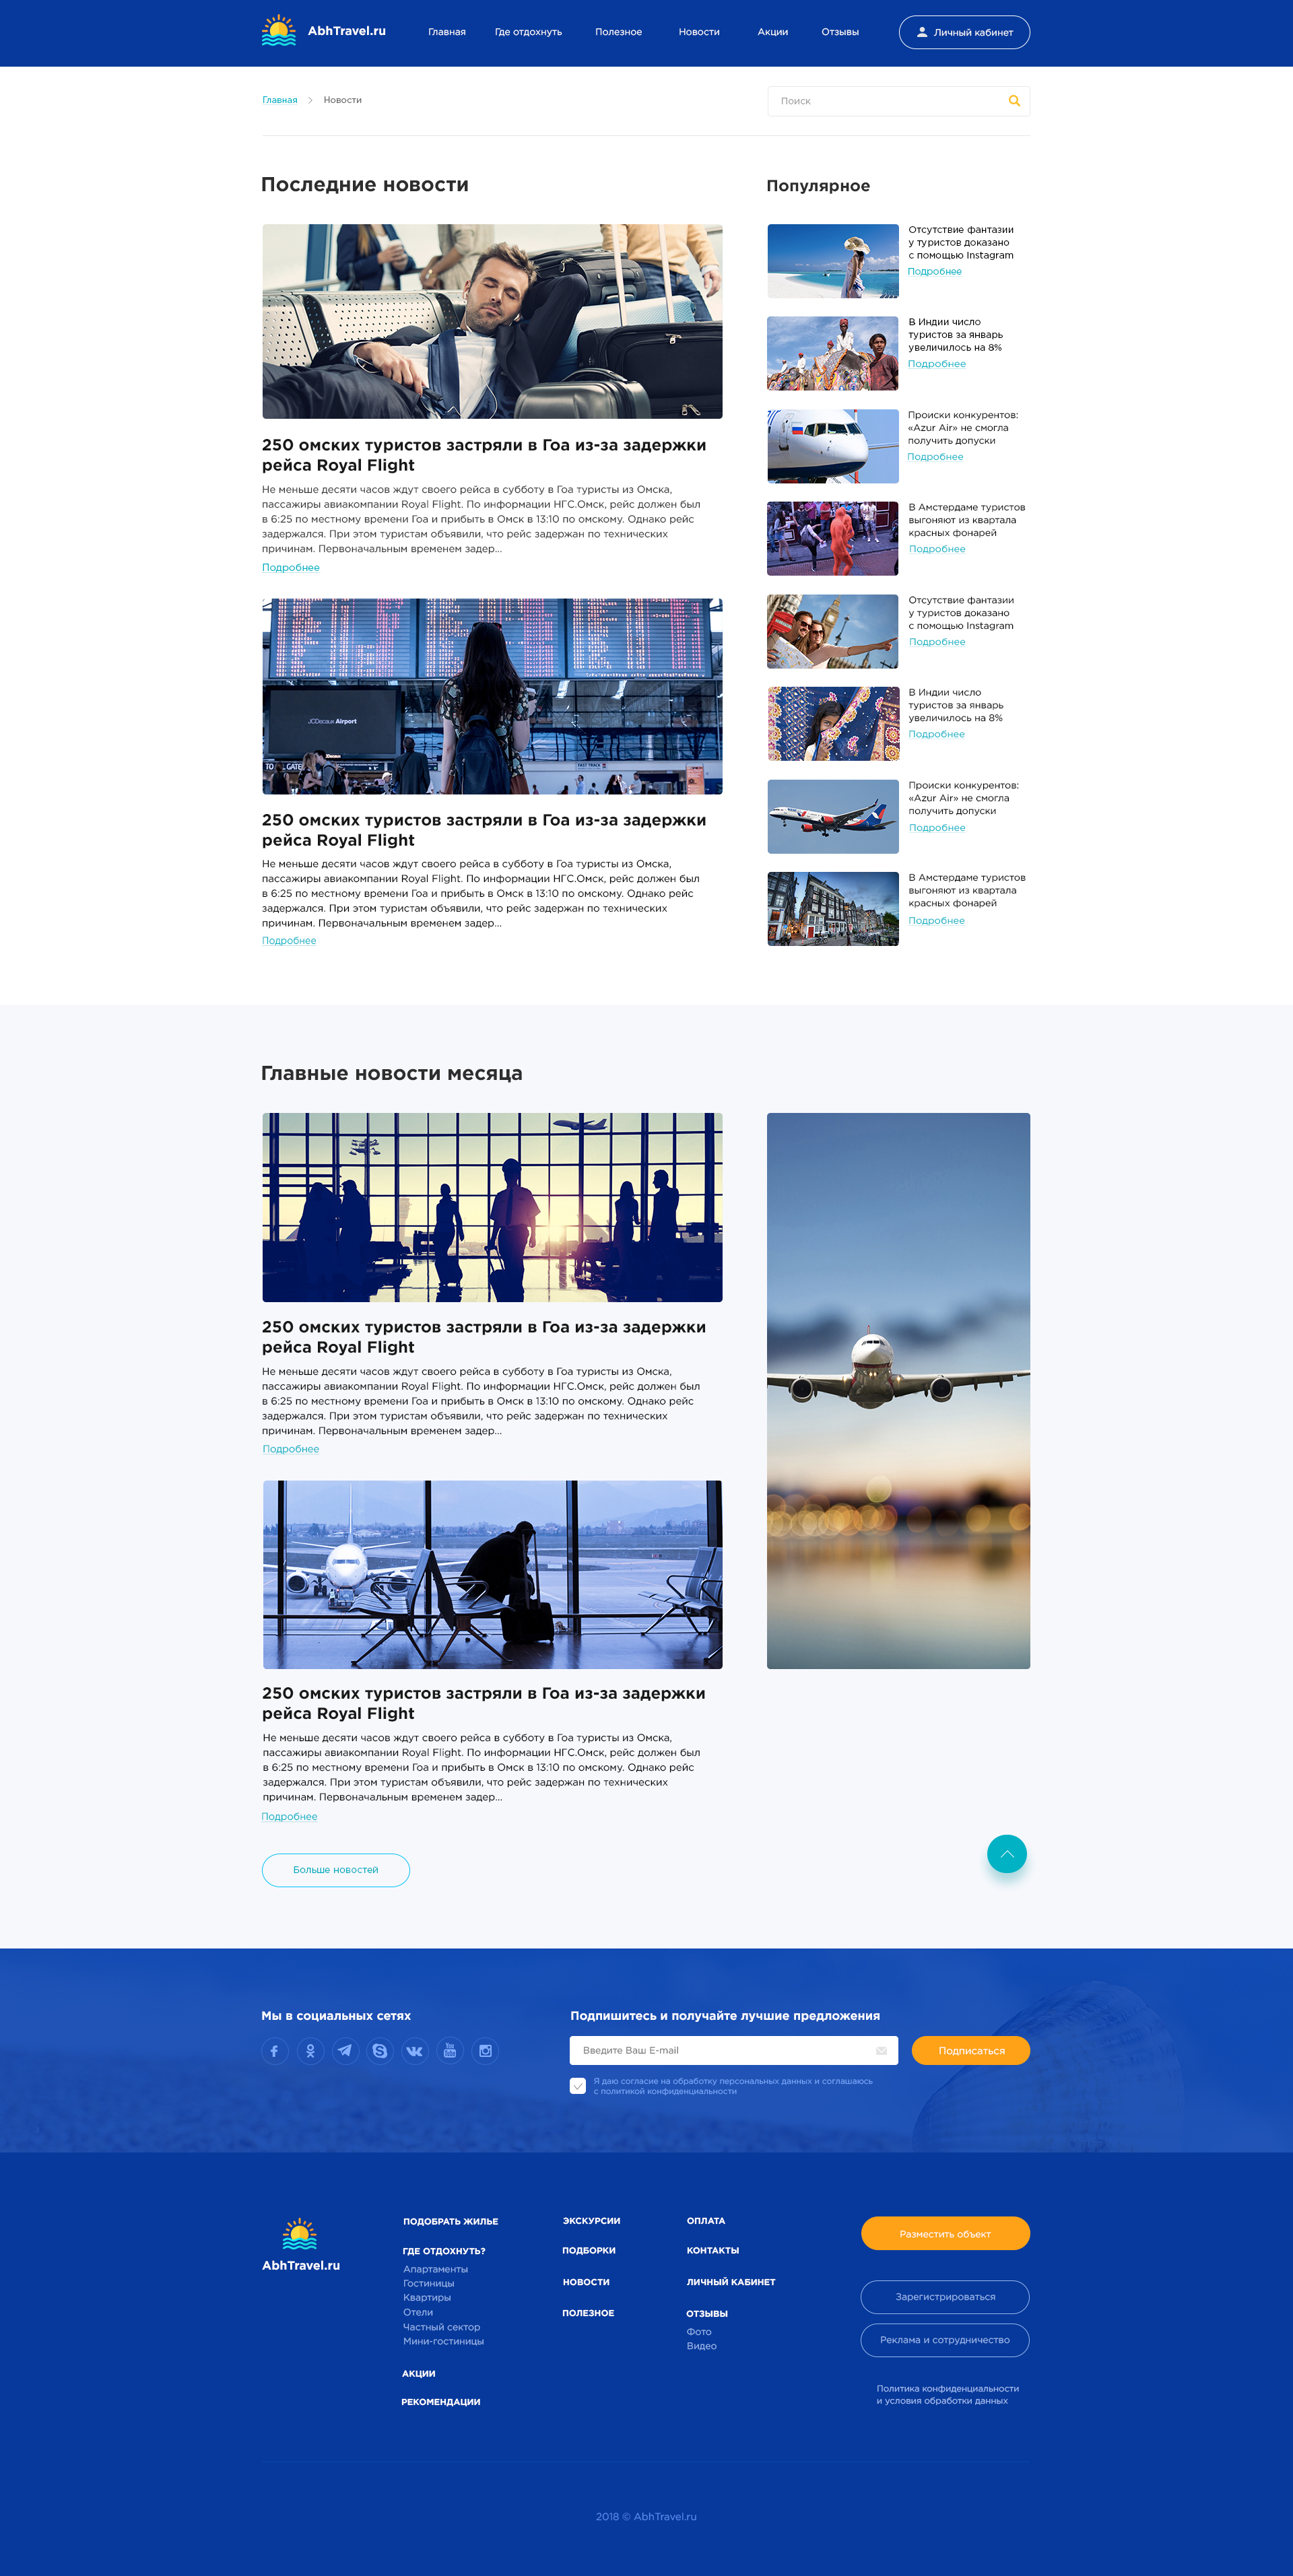 AbhTravel.ru
Главная
Где отдохнуть
Полезное
Новости
Акции
Отзывы
Личный кабинет
Главная
Новости
Поиск
Последние новости
250 омских туристов застряли в Гоа из-за задержки
рейса Royal Flight
Не меньше десяти часов ждут своего рейса в субботу в Гоа туристы из Омска,
пассажиры авиакомпании Royal Flight. По информации НГС.Омск, рейс должен был
в 6:25 по местному времени Гоа и прибыть в Омск в 13:10 по омскому. Однако рейс
задержался. При этом туристам объявили, что рейс задержан по технических
причинам. Первоначальным временем задер...
Подробнее
JCDecaux Airport
FAST TRACK
250 омских туристов застряли в Гоа из-за задержки
рейса Royal Flight
Не меньше десяти часов ждут своего рейса в субботу в Гоа туристы из Омска,
пассажиры авиакомпании Royal Flight. По информации НГС.Омск, рейс должен был
в 6:25 по местному времени Гоа и прибыть в Омск в 13:10 по омскому. Однако рейс
задержался. При этом туристам объявили, что рейс задержан по технических
причинам. Первоначальным временем задер...
Подробнее
Популярное
Отсутствие фантазии
у туристов доказано
с помощью Instagram
Подробнее
В Индии число
туристов за январь
увеличилось на 8%
Подробнее
Происки конкурентов:
«Azur Air» не смогла
получить допуски
Подробнее
В Амстердаме туристов
выгоняют из квартала
красных фонарей
Подробнее
Отсутствие фантазии
у туристов доказано
с помощью Instagram
Подробнее
В Индии число
туристов за январь
увеличилось на 8%
Подробнее
Происки конкурентов:
«Azur Air» не смогла
получить допуски
Подробнее
В Амстердаме туристов
выгоняют из квартала
красных фонарей
Подробнее
Главные новости месяца
250 омских туристов застряли в Гоа из-за задержки
рейса Royal Flight
Не меньше десяти часов ждут своего рейса в субботу в Гоа туристы из Омска,
пассажиры авиакомпании Royal Flight. По информации НГС.Омск, рейс должен был
в 6:25 по местному времени Гоа и прибыть в Омск в 13:10 по омскому. Однако рейс
задержался. При этом туристам объявили, что рейс задержан по технических
причинам. Первоначальным временем задер...
Подробнее
250 омских туристов застряли в Гоа из-за задержки
рейса Royal Flight
Не меньше десяти часов ждут своего рейса в субботу в Гоа туристы из Омска,
пассажиры авиакомпании Royal Flight. По информации НГС.Омск, рейс должен был
в 6:25 по местному времени Гоа и прибыть в Омск в 13:10 по омскому. Однако рейс
задержался. При этом туристам объявили, что рейс задержан по технических
причинам. Первоначальным временем задер...
Подробнее
Больше новостей
Мы в социальных сетях
Подпишитесь и получайте лучшие предложения
Введите Ваш E-mail
Подписаться
Я даю согласие на обработку персональных данных и соглашаюсь
с политикой конфиденциальности
AbhTravel.ru
ПОДОБРАТЬ ЖИЛЬЕ
ГДЕ ОТДОХНУТЬ?
Апартаменты
Гостиницы
Квартиры
Отели
Частный сектор
Мини-гостиницы
АКЦИИ
РЕКОМЕНДАЦИИ
ЭКСКУРСИИ
ПОДБОРКИ
НОВОСТИ
ПОЛЕЗНОЕ
ОПЛАТА
КОНТАКТЫ
ЛИЧНЫЙ КАБИНЕТ
ОТЗЫВЫ
Фото
Видео
Разместить объект
Зарегистрироваться
Реклама и сотрудничество
Политика конфиденциальности
и условия обработки данных
2018 © AbhTravel.ru